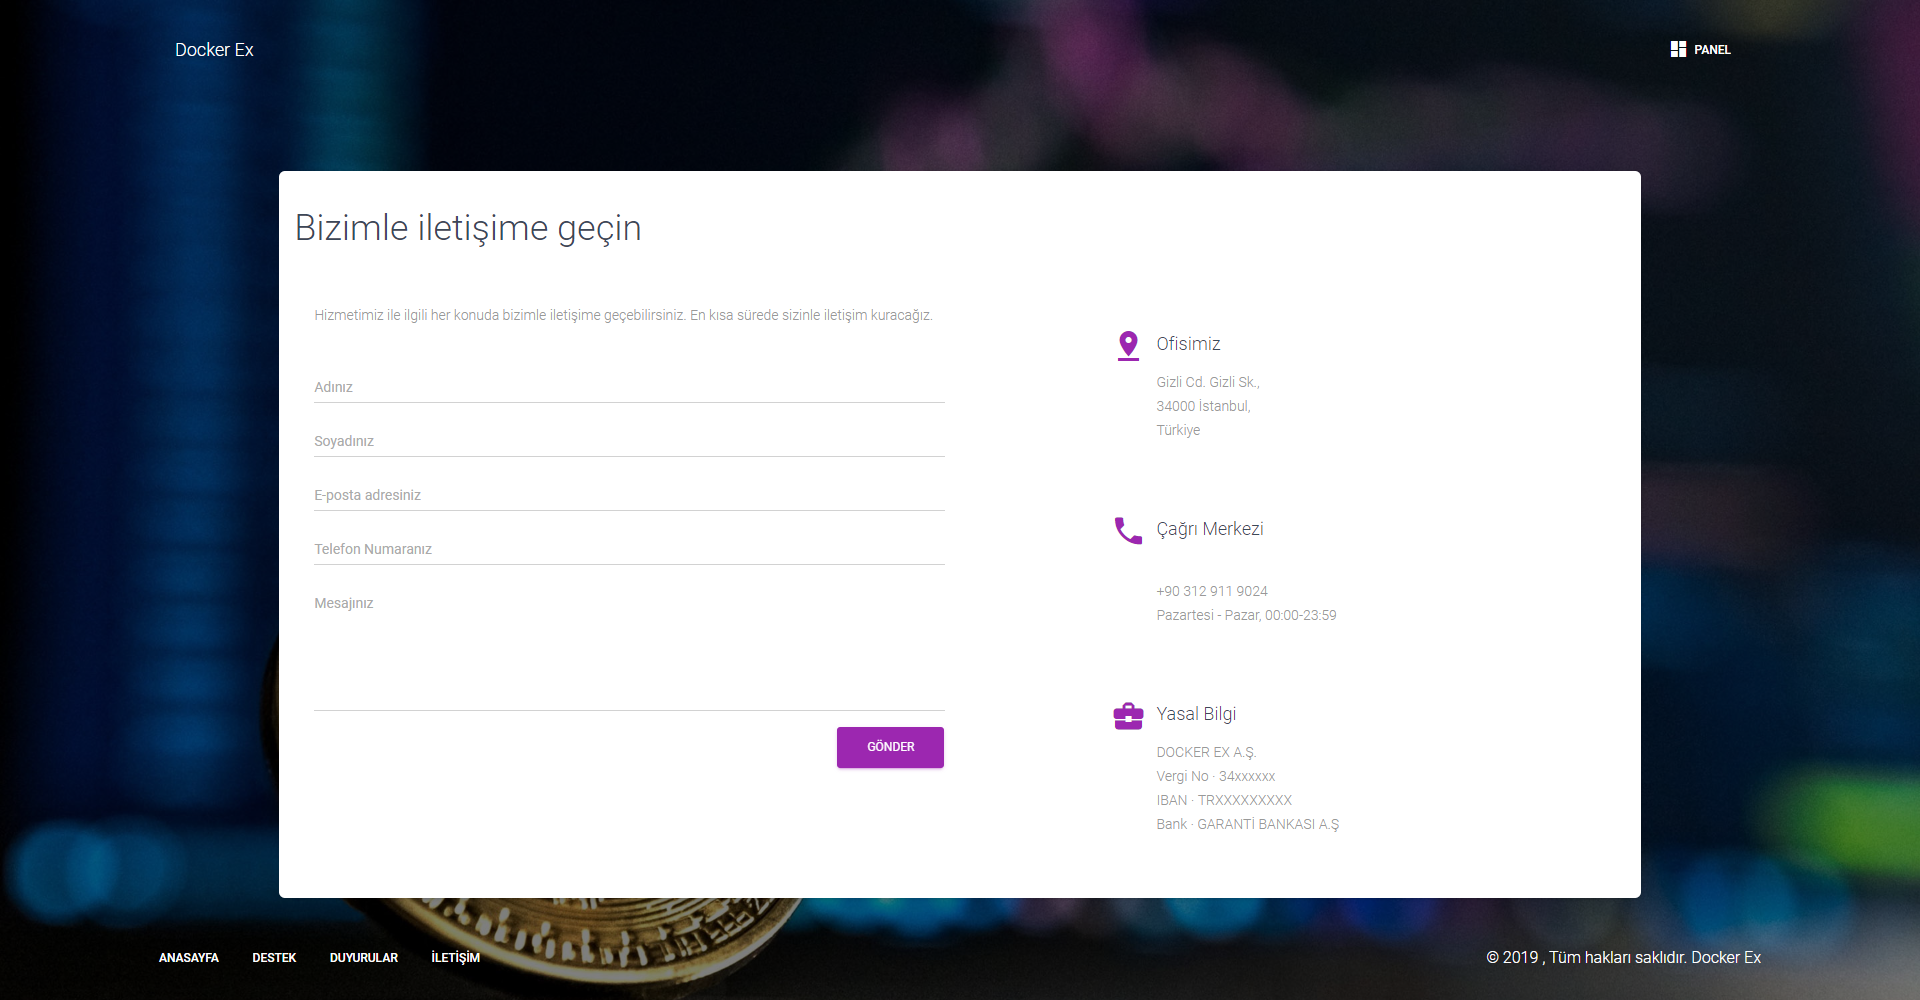 Docker Ex
PANEL
Bizimle iletişime geçin
Hizmetimiz ile ilgili her konuda bizimle iletişime geçebilirsiniz. En kısa sürede sizinle iletişim kuracağız.
Adınız
Soyadınız
E-posta adresiniz
Telefon Numaranız
Mesajınız
GÖNDER
Ofisimiz
Gizli Cd. Gizli Sk.,
34000 İstanbul,
Türkiye
Çağrı Merkezi
+90 312 911 9024
Pazartesi - Pazar, 00:00-23:59
Yasal Bilgi
DOCKER EX A.Ş.
Vergi No · 34xxxxxx
IBAN · TRXXXXXXXXX
Bank · GARANTİ BANKASI A.Ş
ANASAYFA DESTEK DUYURULAR İLETİŞİM
© 2019 , Tüm hakları saklıdır. Docker Ex